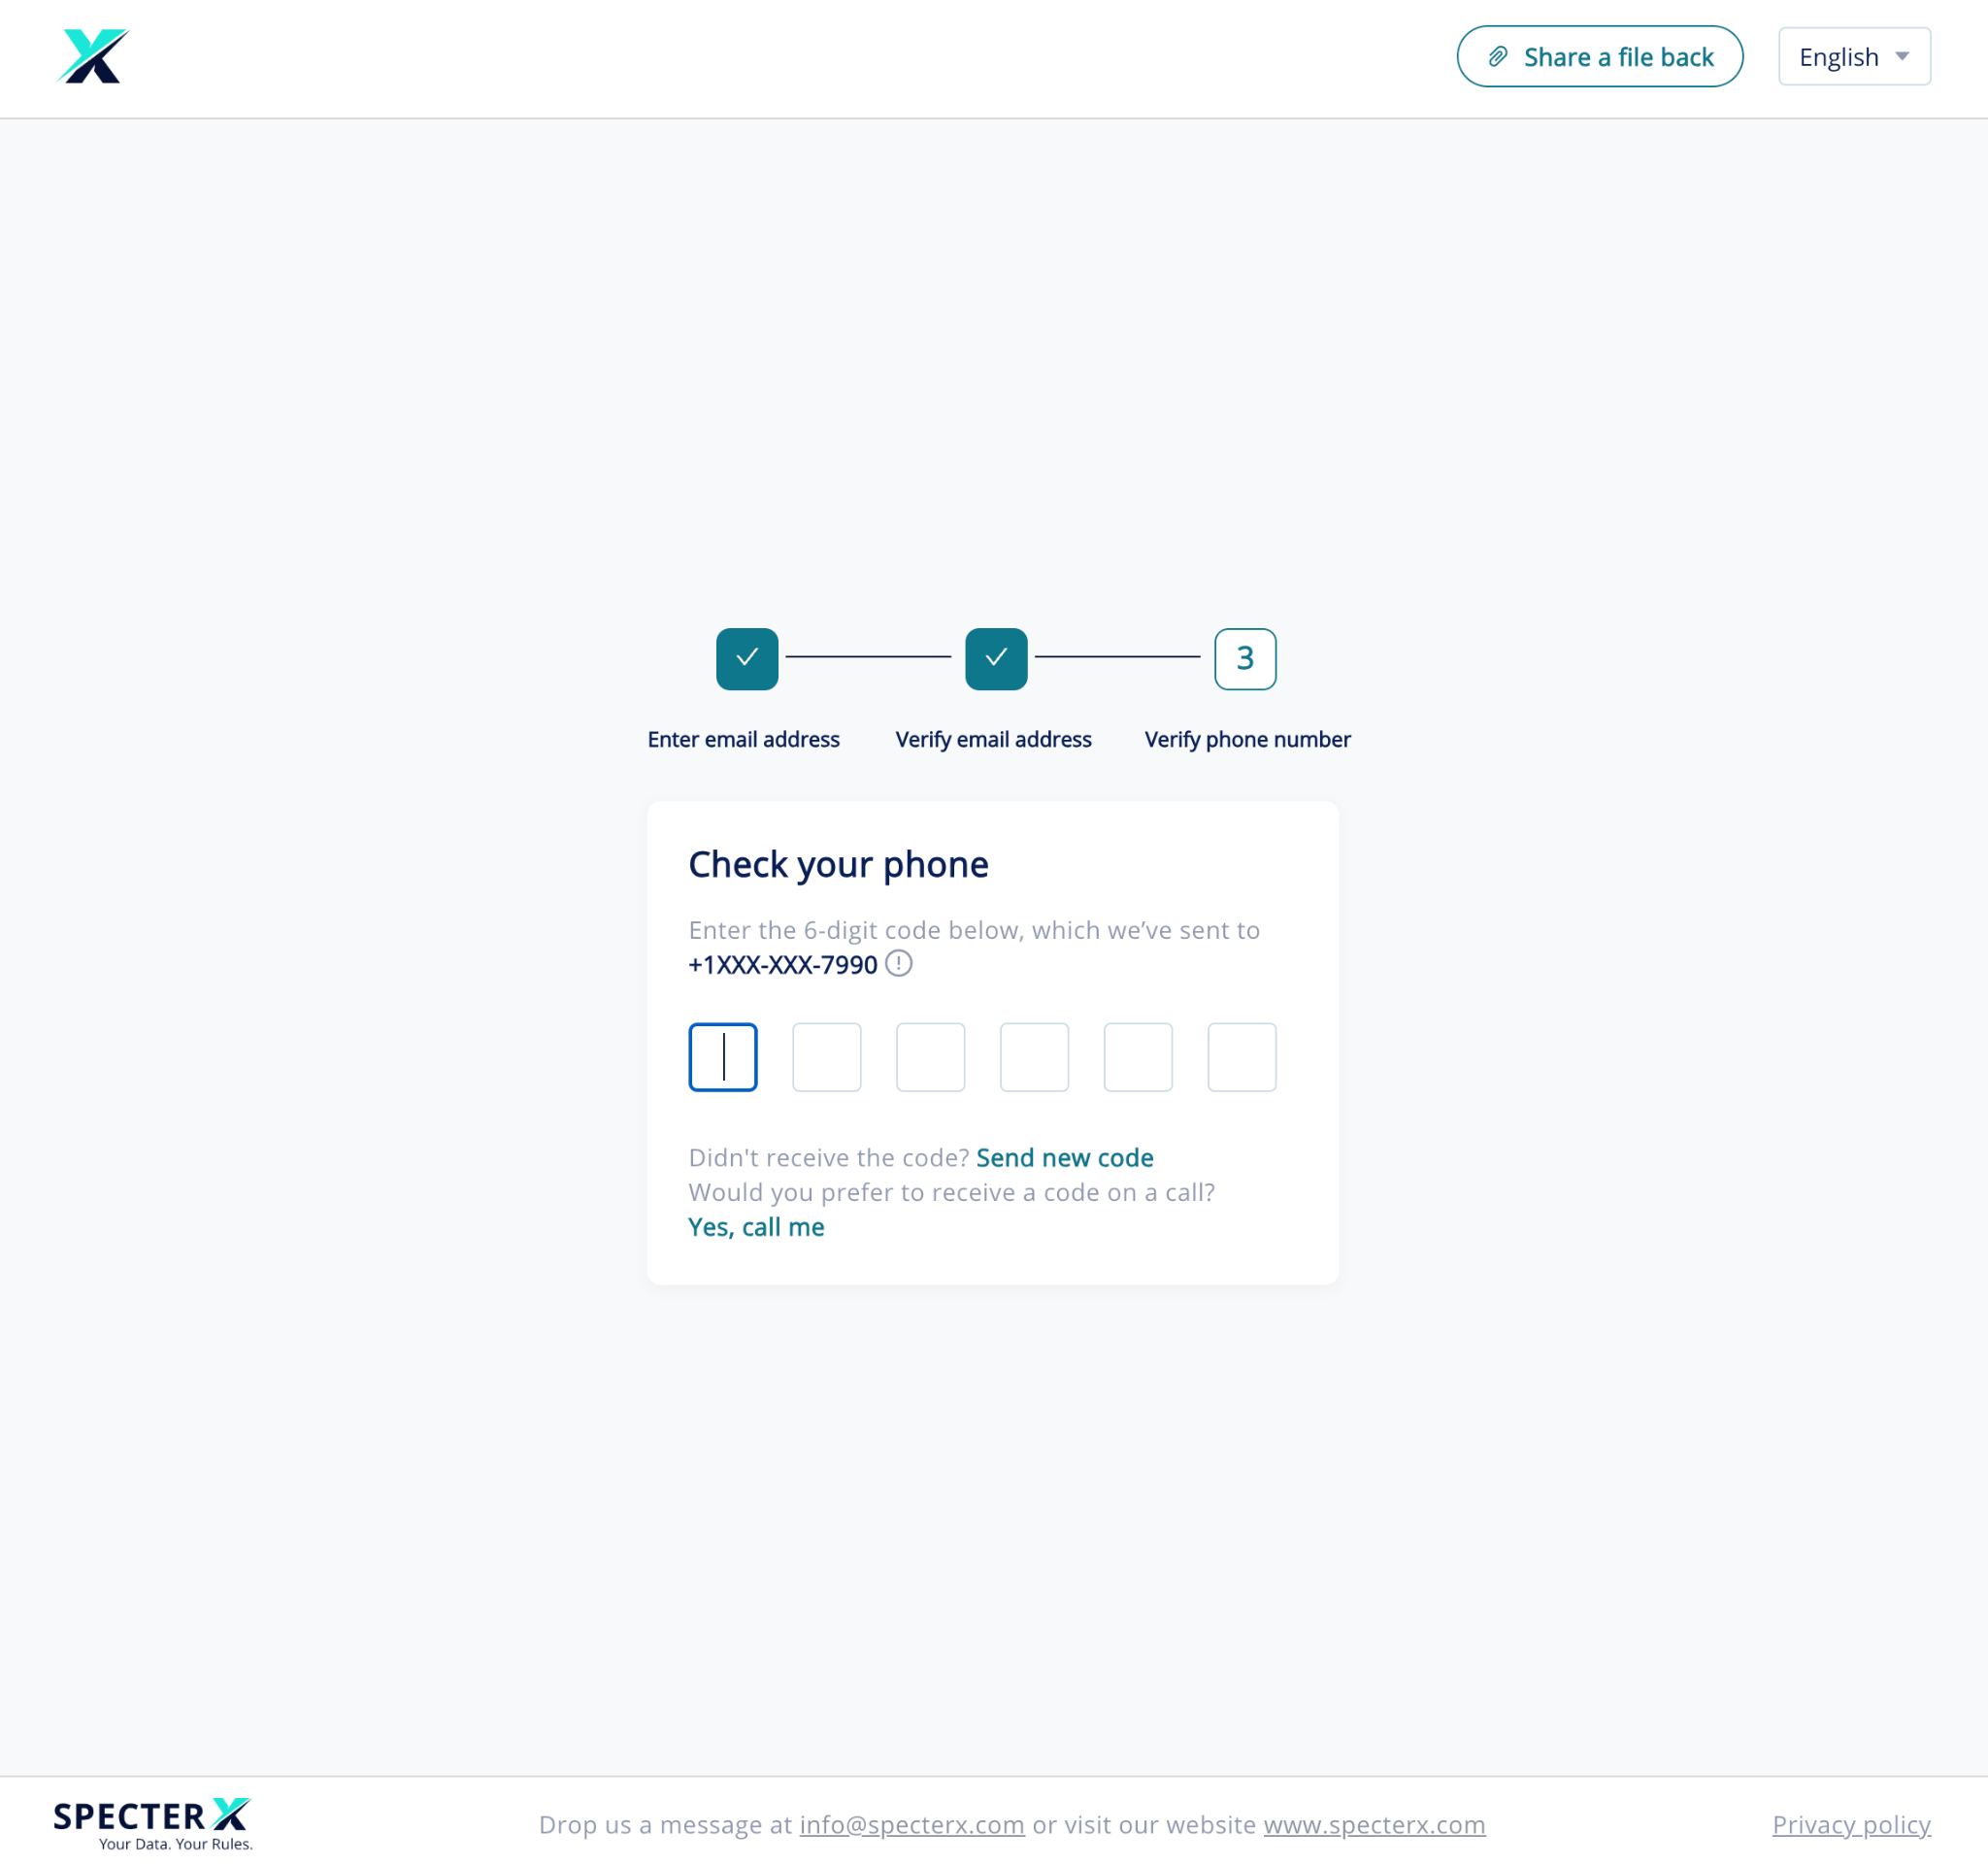 Share a file back
English
3
Enter email address
Verify email address
Verify phone number
Check your phone
Enter the 6-digit code below, which we’ve sent to
+1XXX-XXX-7990
Didn't receive the code? Send new code
Would you prefer to receive a code on a call?
Yes, call me
SPECTERX
Your Data. Your Rules.
Drop us a message at info@specterx.com or visit our website www.specterx.com
Privacy policy